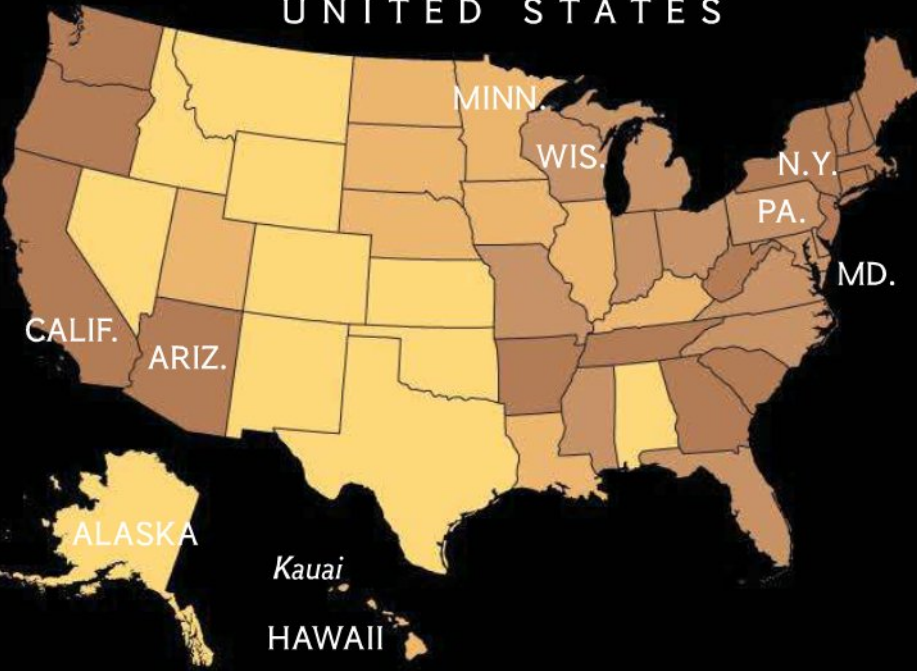 UNITED STATES
MINN.
WIS.
N.Y.
PA.
MD.
CALIF.
ARIZ.
ALASKA
Kauai
HAWAII